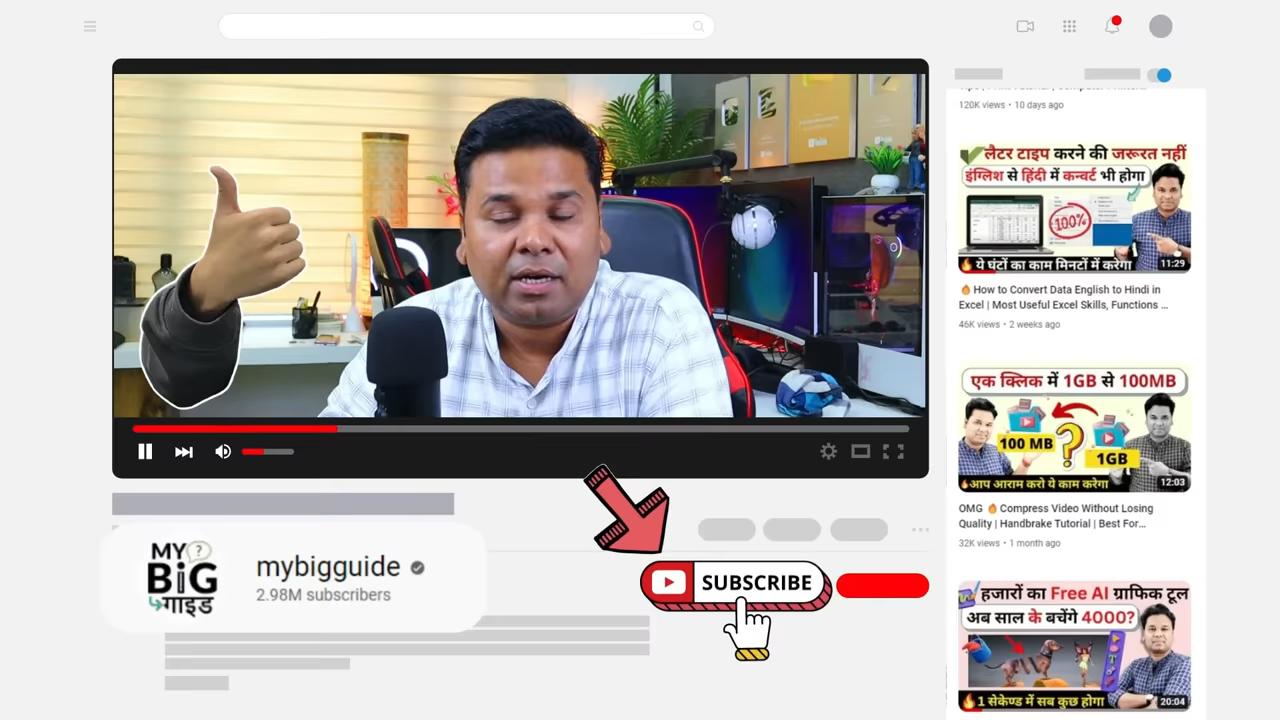 120K views • 10 days ago
लेटर टाइप करने की जरूरत नहीं
इंग्लिश से हिंदी में कन्वर्ट भी होगा
100%
ये घंटों का काम मिनटों में करेगा
11:29
How to Convert Data English to Hindi in
Excel | Most Useful Excel Skills, Functions ...
46K views • 2 weeks ago
एक क्लिक में 1GB से 100MB
100 MB
1GB
आप आराम करो ये काम करेगा
12:03
OMG 🔥 Compress Video Without Losing
Quality | Handbrake Tutorial | Best For...
32K views • 1 month ago
हजारों का Free AI ग्राफिक टूल
अब साल के बचेंगे 4000?
1 सेकेण्ड में सब कुछ होगा
20:04
MY
BiG
गाइड
mybigguide
2.98M subscribers
SUBSCRIBE